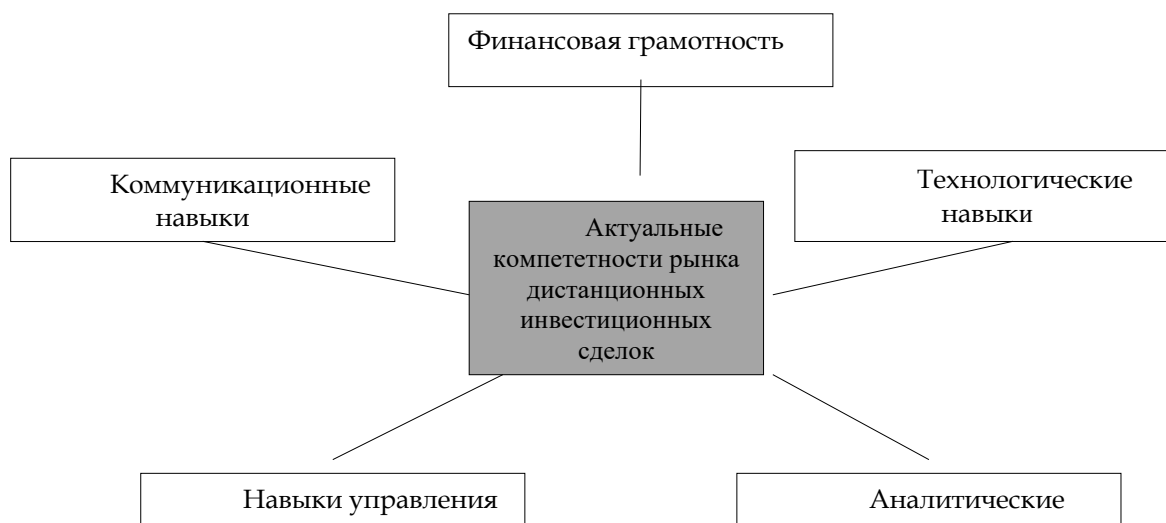 Финансовая грамотность
Коммуникационные
навыки
Технологические
навыки
Актуальные
компететности рынка
дистанционных
инвестиционных
сделок
Навыки управления
Аналитические